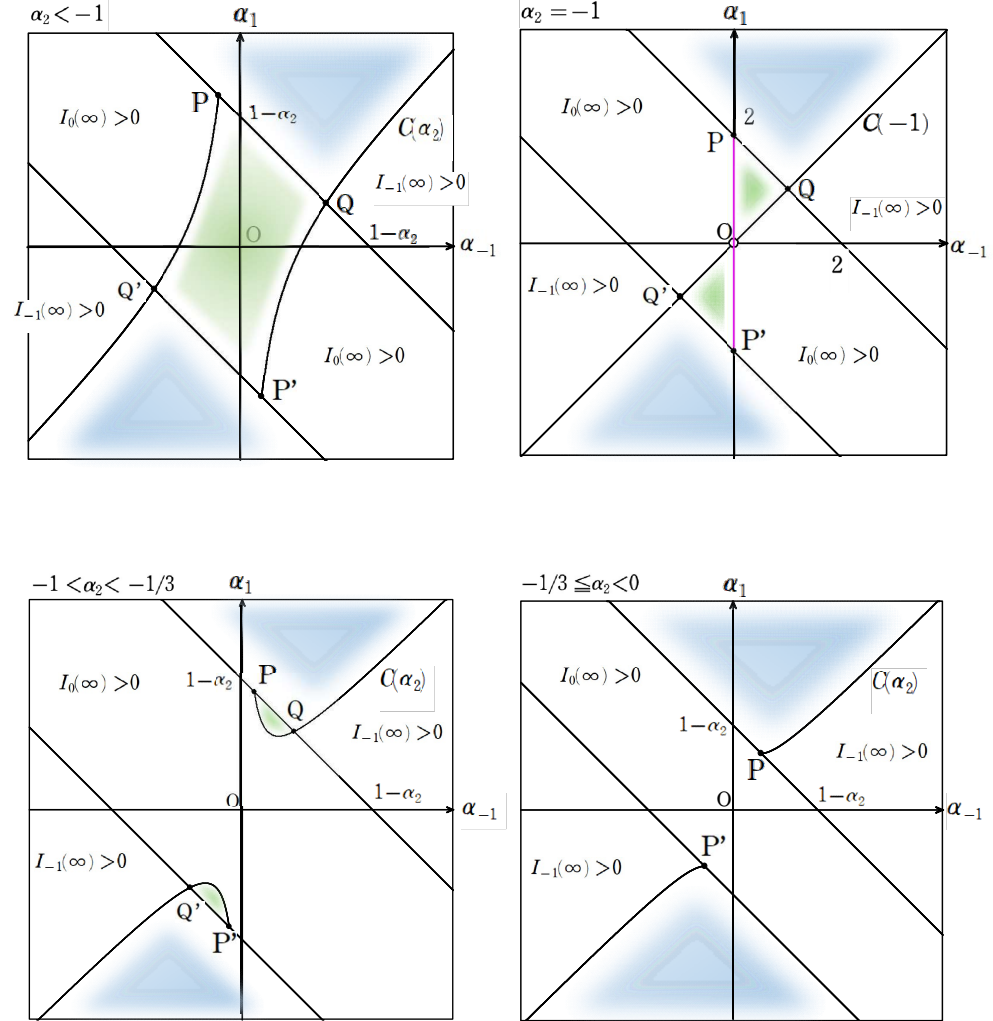 α₂ < −1
α₁
P
I₀(∞) >0
1−α₂
C(α₂)
I₋₁(∞) >0
Q
O
1−α₂
α₋₁
Q'
I₋₁(∞) >0
I₀(∞) >0
P'
α₂ = −1
α₁
I₀(∞) >0
2
C(−1)
P
Q
I₋₁(∞) >0
O
α₋₁
2
I₋₁(∞) >0
Q'
P'
I₀(∞) >0
−1 <α₂< −1/3
α₁
I₀(∞) >0
1−α₂
P
C(α₂)
Q
I₋₁(∞) >0
O
1−α₂
α₋₁
I₋₁(∞) >0
Q'
P'
−1/3 ≦α₂<0
α₁
I₀(∞) >0
C(α₂)
1−α₂
I₋₁(∞) >0
P
O
1−α₂
α₋₁
P'
I₋₁(∞) >0